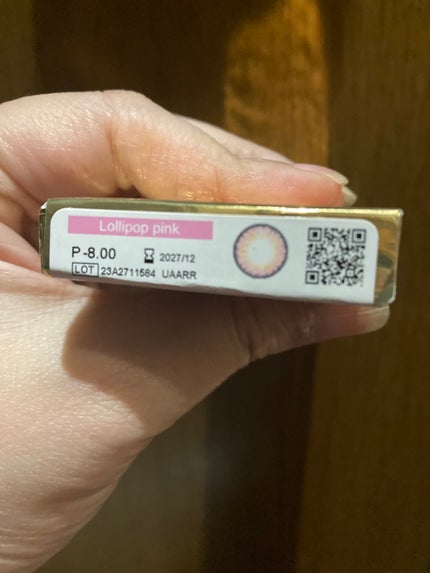 Lollipop pink
P -8.00 2027/12
LOT 23A2711584 UAARR